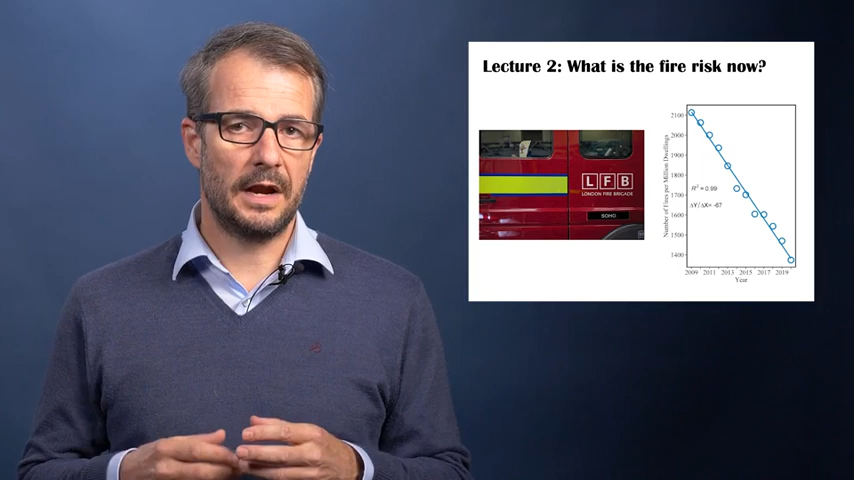 Lecture 2: What is the fire risk now?
LFB
LONDON FIRE BRIGADE
SOHO
Number of Fires per Million Dwellings
2100
2000
1900
1800
1700
1600
1500
1400
R² = 0.99
ΔY/ΔX= -67
2009 2011 2013 2015 2017 2019
Year